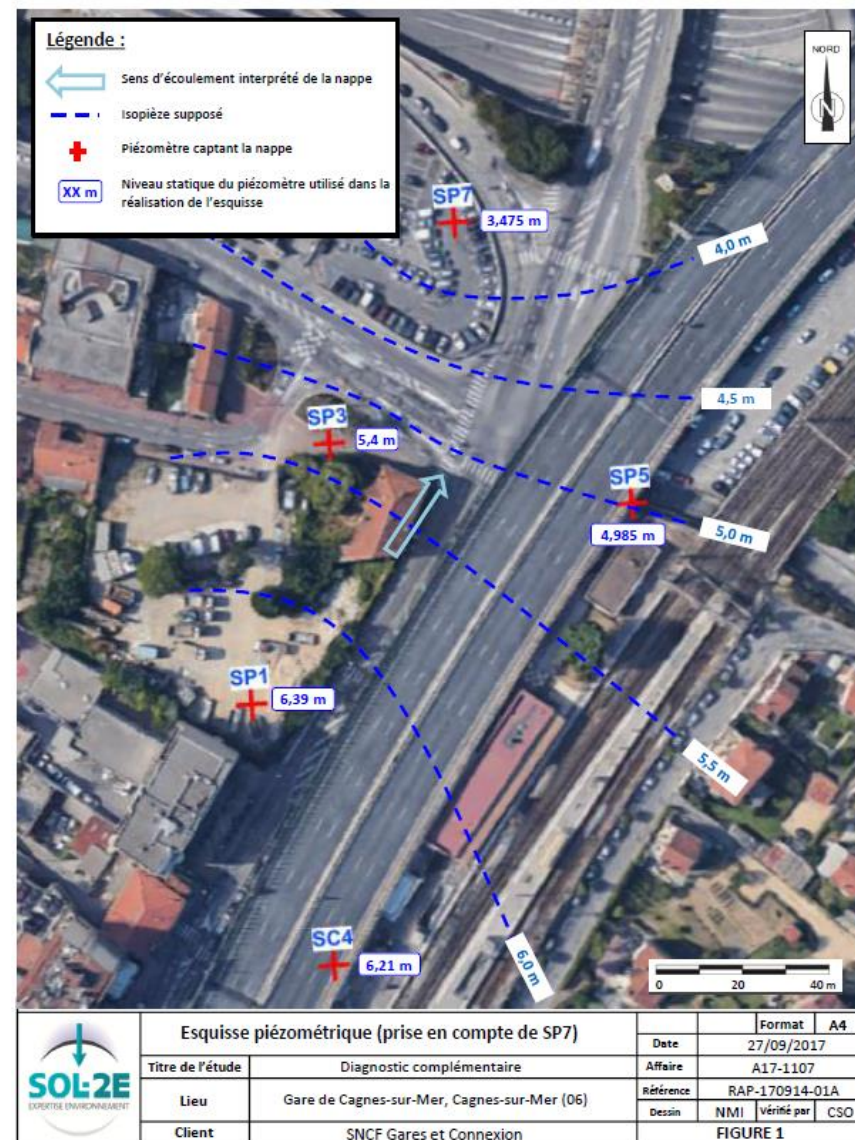 Légende :
Sens d'écoulement interprété de la nappe
Isopièze supposé
Piézomètre captant la nappe
XX m
Niveau statique du piézomètre utilisé dans la
réalisation de l'esquisse
NORD
N
SP7
3,475 m
4,0 m
4,5 m
SP3
5,4 m
SP5
4,985 m
5,0 m
SP1
6,39 m
5,5 m
SC4
6,21 m
6,0 m
0 20 40 m
SOL-2E
EXPERTISE ENVIRONNEMENT
Esquisse piézométrique (prise en compte de SP7)
Format A4
Date 27/09/2017
Titre de l'étude Diagnostic complémentaire
Affaire A17-1107
Lieu Gare de Cagnes-sur-Mer, Cagnes-sur-Mer (06)
Référence RAP-170914-01A
Dessin NMI Vérifié par CSO
Client SNCF Gares et Connexion
FIGURE 1